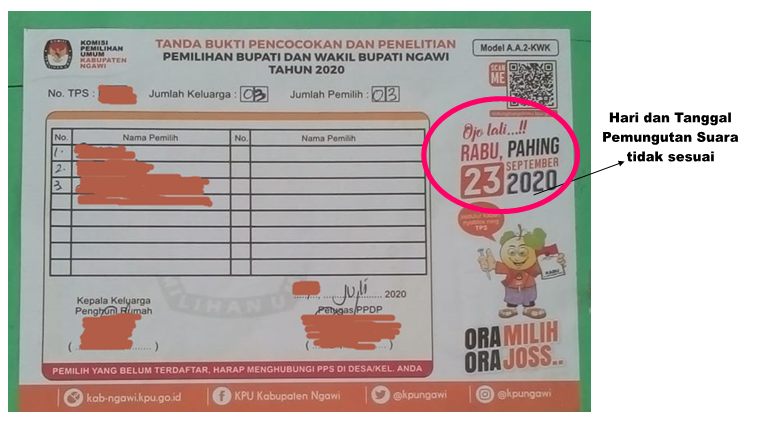 KOMISI
PEMILIHAN
UMUM
KABUPATEN
NGAWI
TANDA BUKTI PENCOCOKAN DAN PENELITIAN
PEMILIHAN BUPATI DAN WAKIL BUPATI NGAWI
TAHUN 2020
Model A.A.2-KWK
SCAN
ME
No. TPS :
Jumlah Keluarga : 03
Jumlah Pemilih : 03
No. Nama Pemilih No. Nama Pemilih
1.
2.
3
Ojo lali...!!
RABU, PAHING
23 SEPTEMBER
2020
Hari dan Tanggal
Pemungutan Suara
tidak sesuai
TPS
RABU
Kepala Keluarga
Penghuni Rumah
( ............ )
......, Juli ............ 2020
Petugas PPDP
( ............ )
ORA MILIH
ORA JOSS..
PEMILIH YANG BELUM TERDAFTAR, HARAP MENGHUBUNGI PPS DI DESA/KEL. ANDA
kab-ngawi.kpu.go.id
KPU Kabupaten Ngawi
@kpungawi
@kpungawi